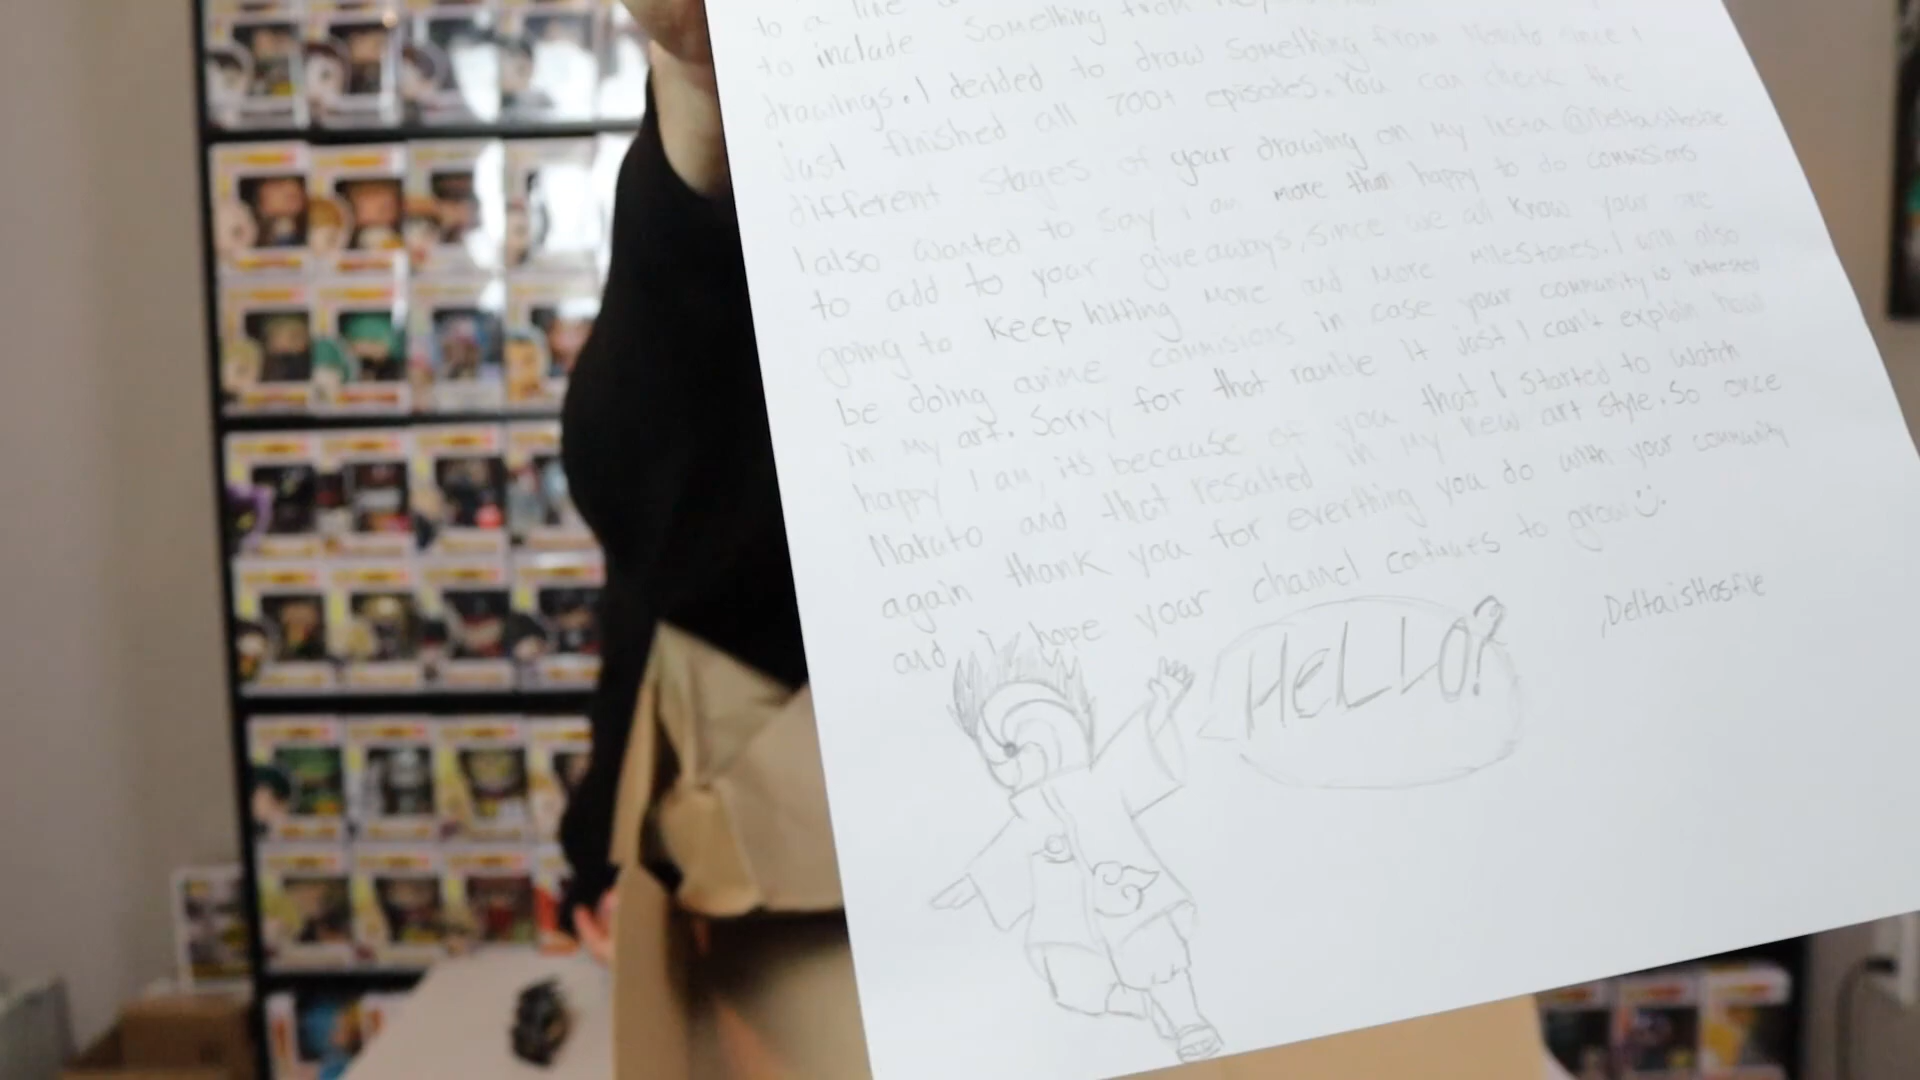 to a line
to include something from
drawings. I decided to draw something from Naruto since I
just finished all 700+ episodes. You can check the
different stages of your drawing on my insta @Deltaishostile
I also wanted to say I am more than happy to do commisions
to add to your giveaways, since we all know your are
going to keep hitting more and more milestones. I will also
be doing anime commisions in case your community is intrested
in my art. Sorry for that ramble it just I can't explain how
happy I am, its because of you that I started to watch
Naruto and that resulted in my new art style. So once
again thank you for everthing you do with your community
and i hope your channel continues to grow :).
,DeltaisHostile
HELLO?